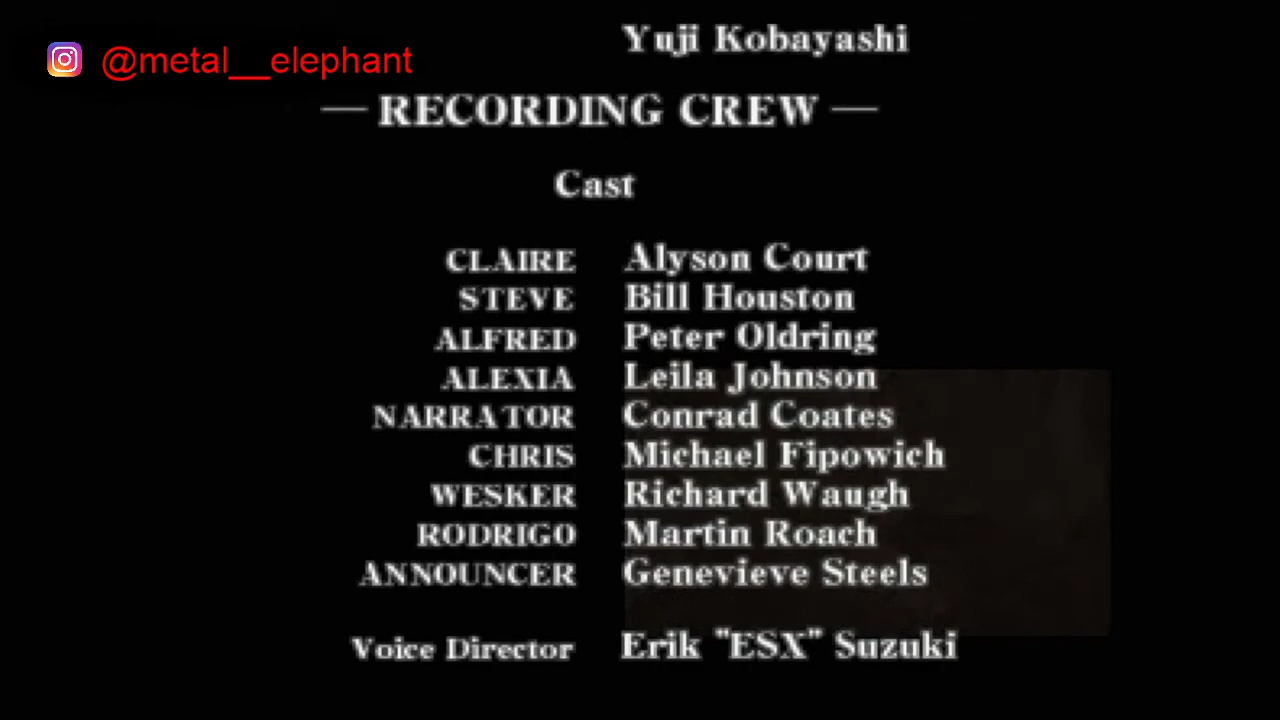 Yuji Kobayashi
@metal__elephant
— RECORDING CREW —
Cast
CLAIRE Alyson Court
STEVE Bill Houston
ALFRED Peter Oldring
ALEXIA Leila Johnson
NARRATOR Conrad Coates
CHRIS Michael Fipowich
WESKER Richard Waugh
RODRIGO Martin Roach
ANNOUNCER Genevieve Steels
Voice Director Erik "ESX" Suzuki